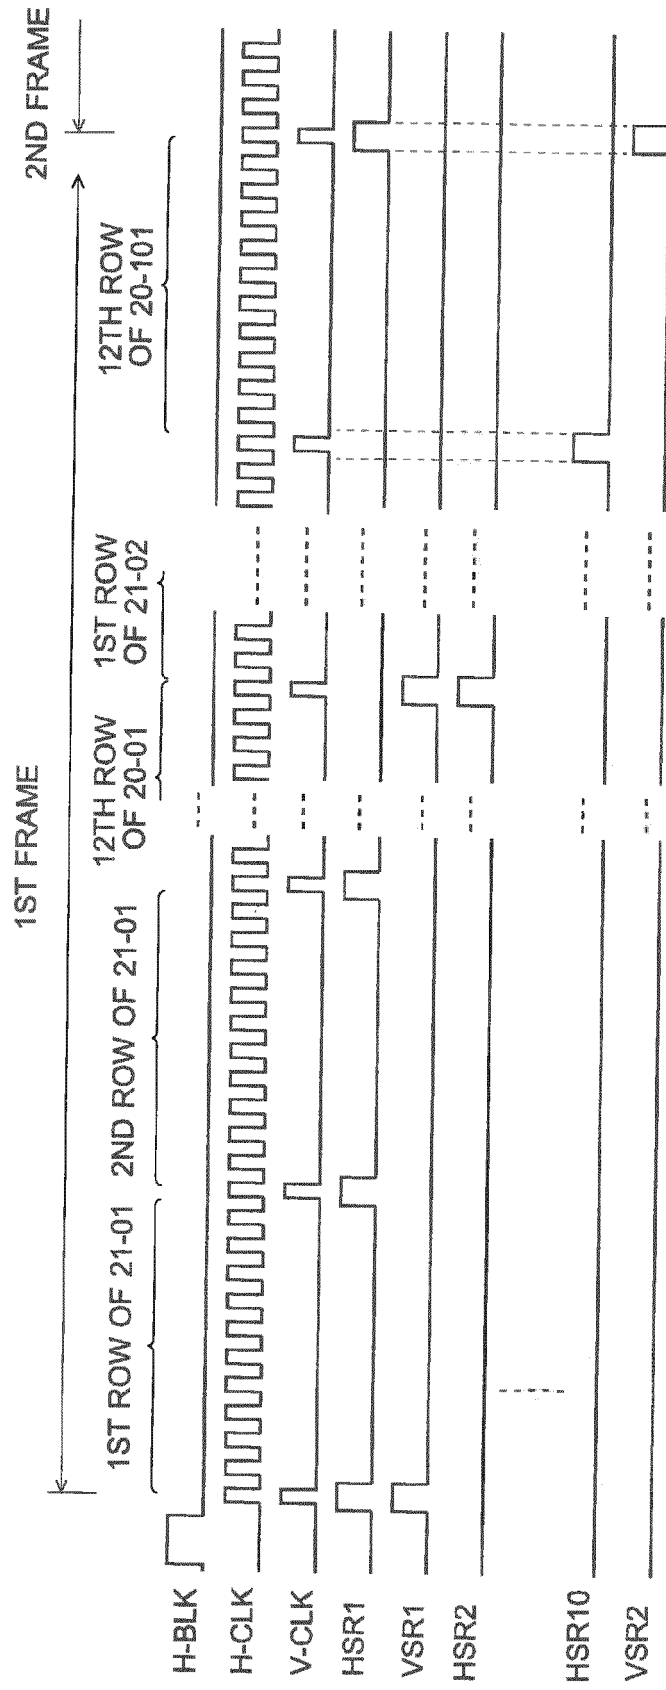 1ST FRAME
2ND FRAME
1ST ROW OF 21-01
2ND ROW OF 21-01
12TH ROW
OF 20-01
1ST ROW
OF 21-02
12TH ROW
OF 20-101
H-BLK
H-CLK
V-CLK
HSR1
VSR1
HSR2
HSR10
VSR2